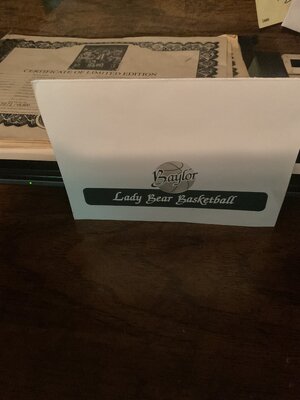 CERTIFICATE OF LIMITED EDITION
Baylor
Lady Bear Basketball